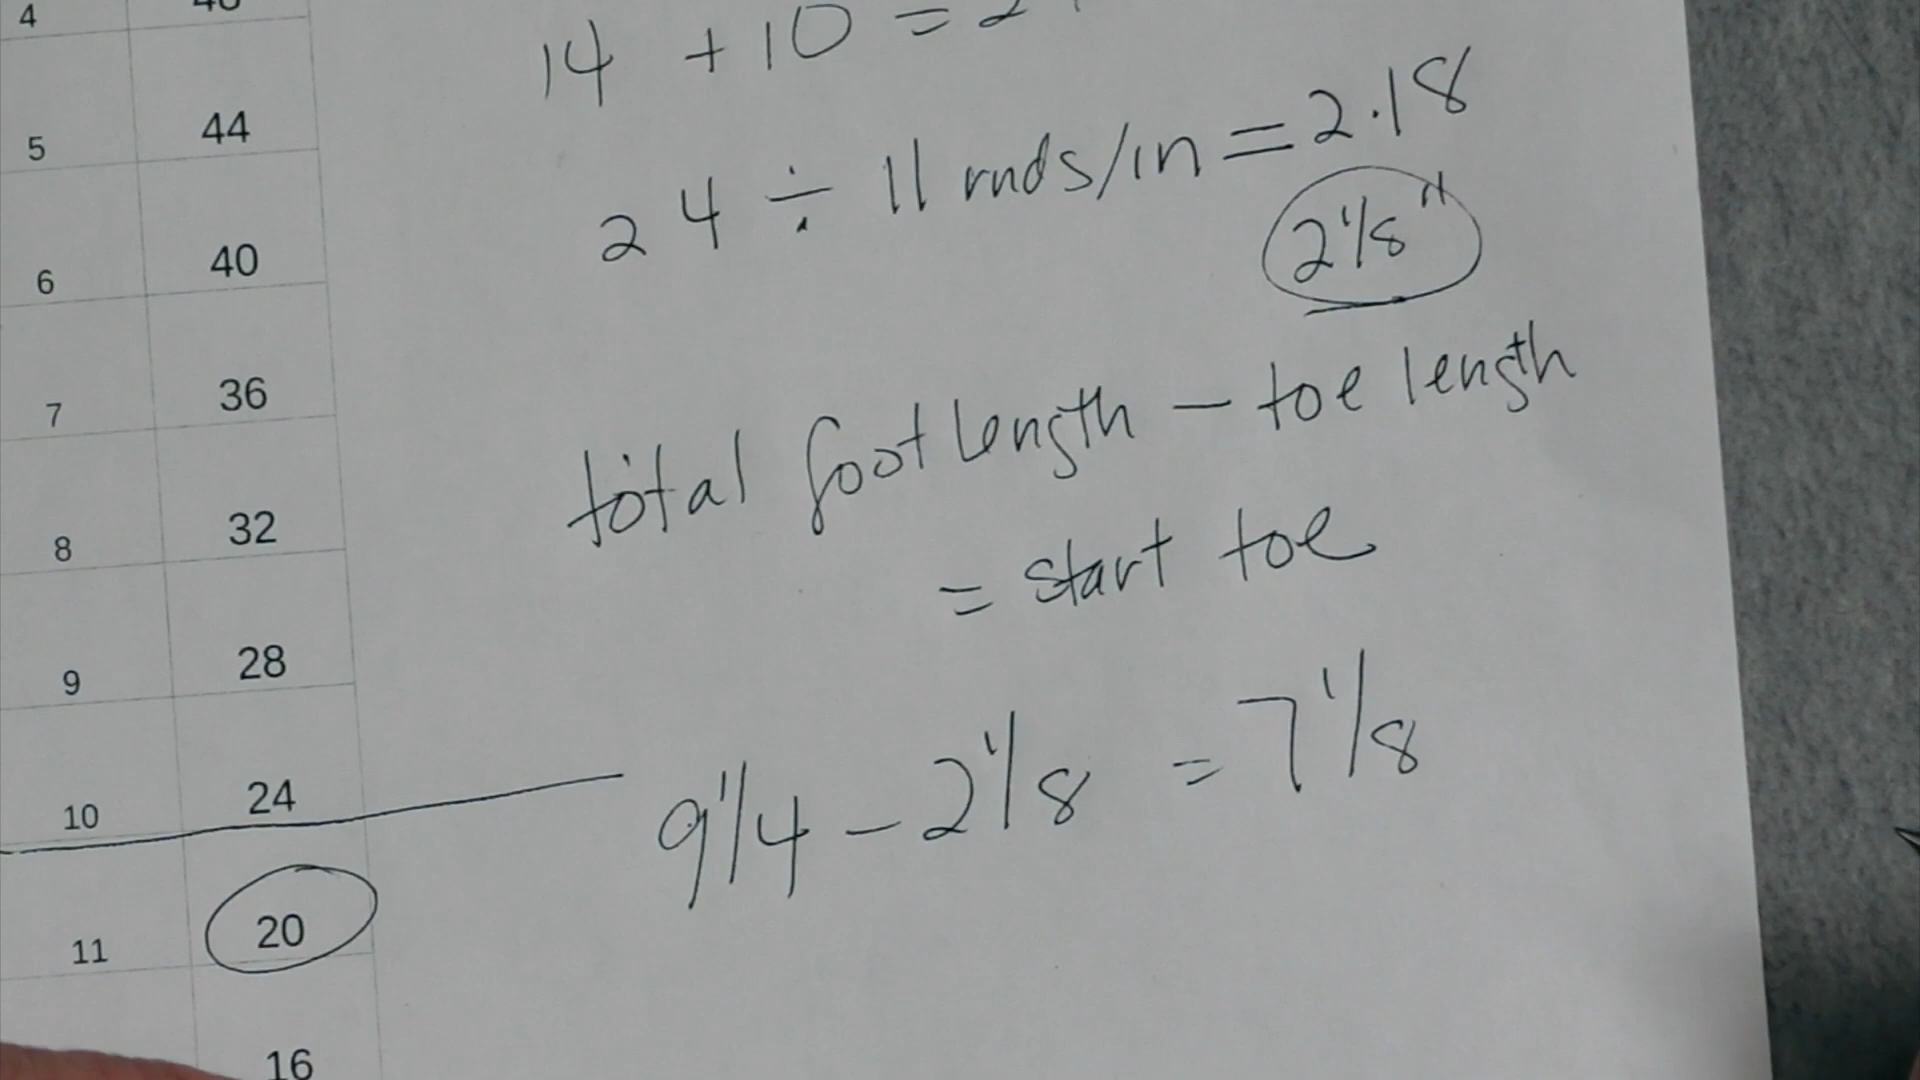 4
5 44
6 40
7 36
8 32
9 28
10 24
11 20
16
14 + 10 =
24 ÷ 11 rnds/in = 2.18
2 1/8"
total foot length - toe length
= start toe
9 1/4 - 2 1/8 = 7 1/8